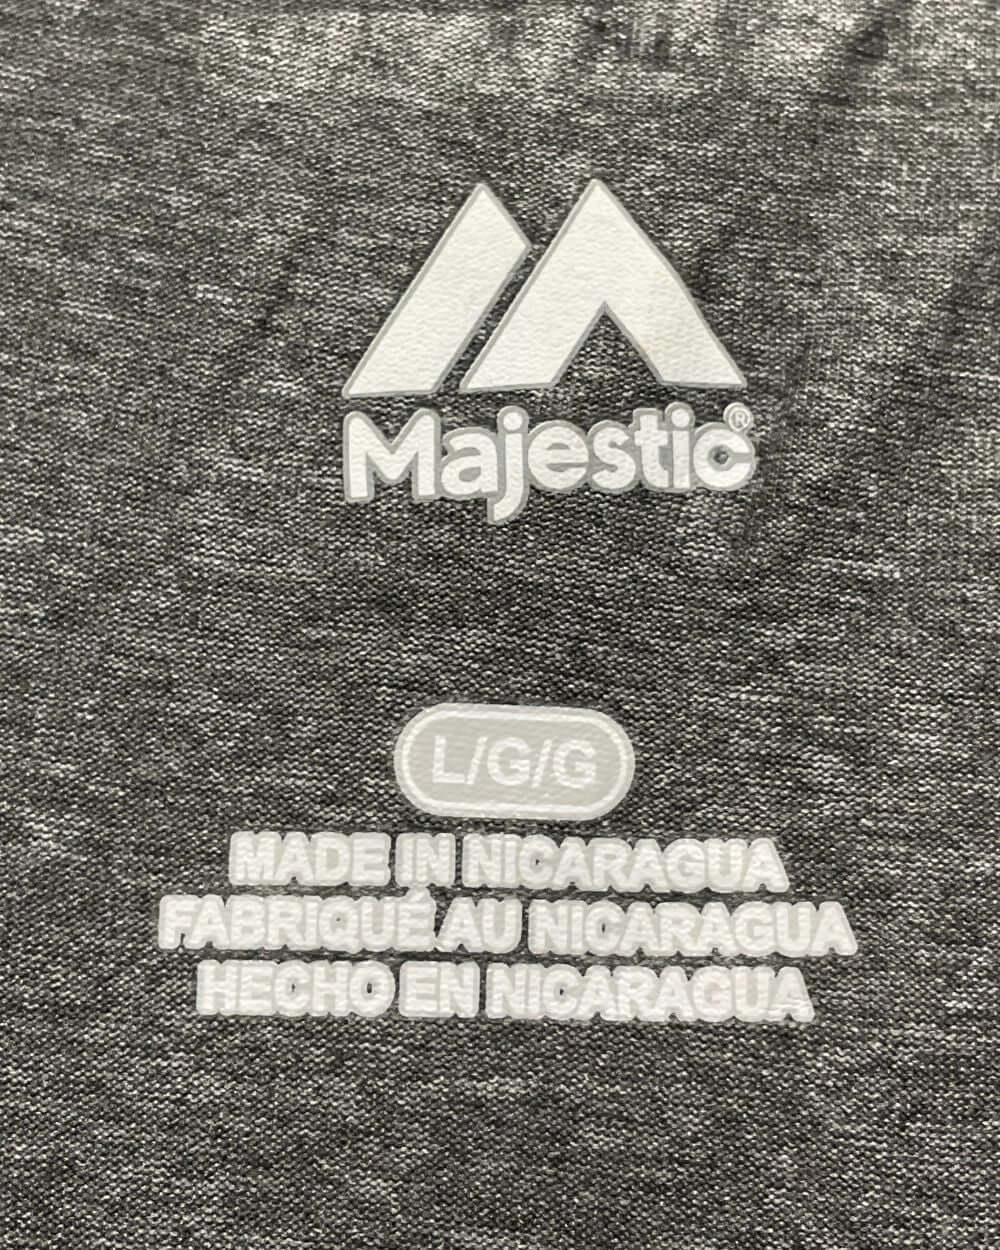 Majestic®
L/G/G
MADE IN NICARAGUA
FABRIQUÉ AU NICARAGUA
HECHO EN NICARAGUA